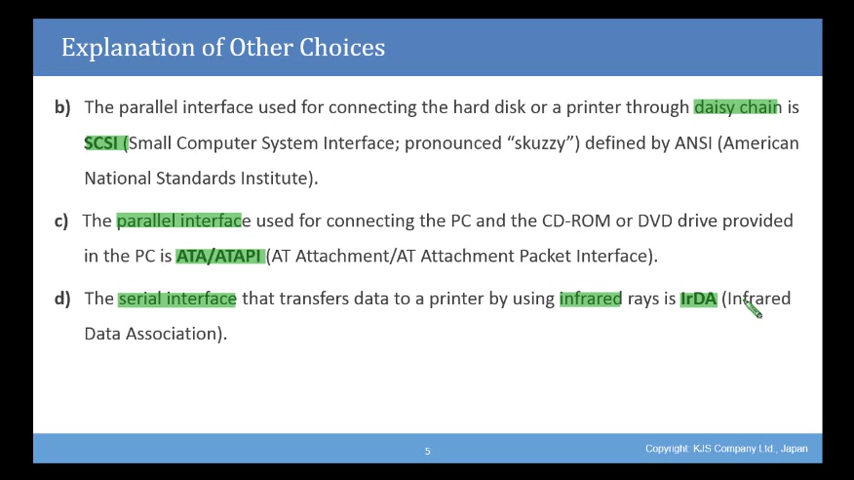 Explanation of Other Choices
b) The parallel interface used for connecting the hard disk or a printer through daisy chain is
SCSI (Small Computer System Interface; pronounced “skuzzy”) defined by ANSI (American
National Standards Institute).
c) The parallel interface used for connecting the PC and the CD-ROM or DVD drive provided
in the PC is ATA/ATAPI (AT Attachment/AT Attachment Packet Interface).
d) The serial interface that transfers data to a printer by using infrared rays is IrDA (Infrared
Data Association).
5
Copyright: KJS Company Ltd., Japan